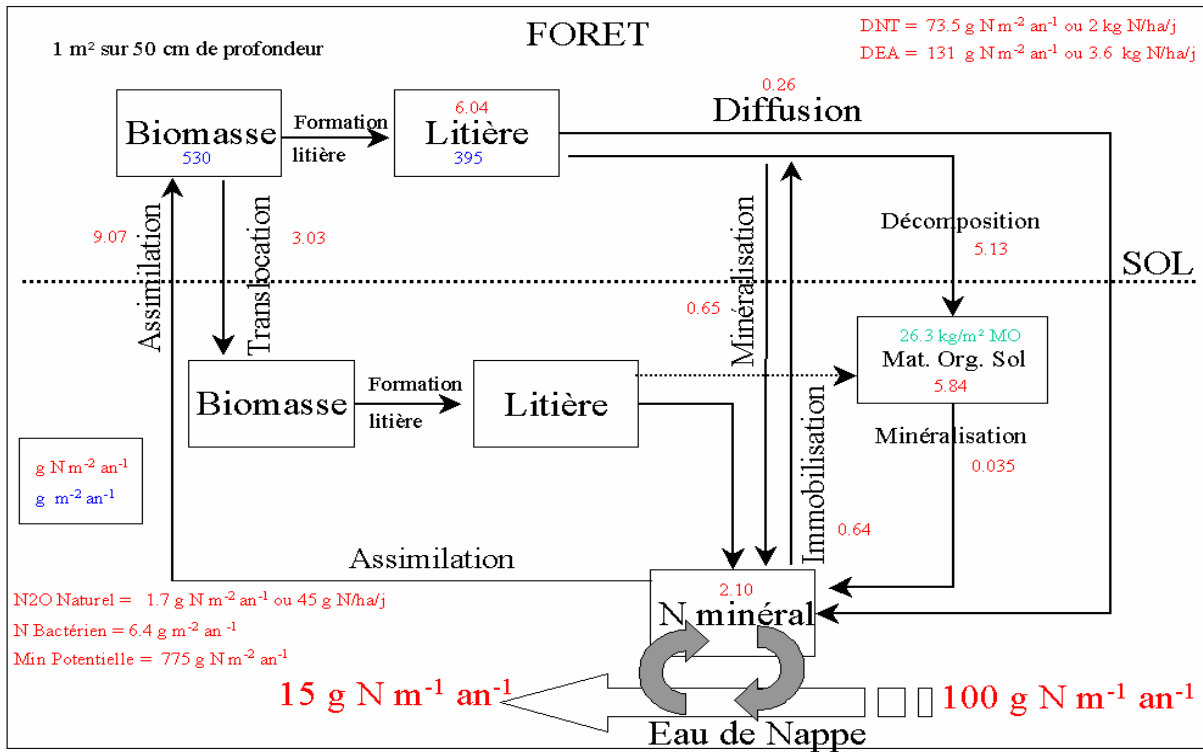 FORET
1 m² sur 50 cm de profondeur
DNT = 73.5 g N m⁻² an⁻¹ ou 2 kg N/ha/j
DEA = 131 g N m⁻² an⁻¹ ou 3.6 kg N/ha/j
0.26
Diffusion
Biomasse
530
Formation
litière
6.04
Litière
395
9.07
Assimilation
Translocation
3.03
Minéralisation
0.65
Décomposition
5.13
SOL
Biomasse
Formation
litière
Litière
26.3 kg/m² MO
Mat. Org. Sol
5.84
Minéralisation
0.035
Immobilisation
0.64
g N m⁻² an⁻¹
g m⁻² an⁻¹
Assimilation
2.10
N minéral
N2O Naturel = 1.7 g N m⁻² an⁻¹ ou 45 g N/ha/j
N Bactérien = 6.4 g m⁻² an⁻¹
Min Potentielle = 775 g N m⁻² an⁻¹
15 g N m⁻¹ an⁻¹
100 g N m⁻¹ an⁻¹
Eau de Nappe